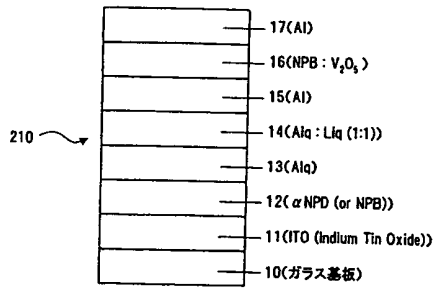 17(Al)
16(NPB : V₂O₅)
15(Al)
14(Alq : Liq (1:1))
210
13(Alq)
12(αNPD (or NPB))
11(ITO (Indium Tin Oxide))
10(ガラス基板)